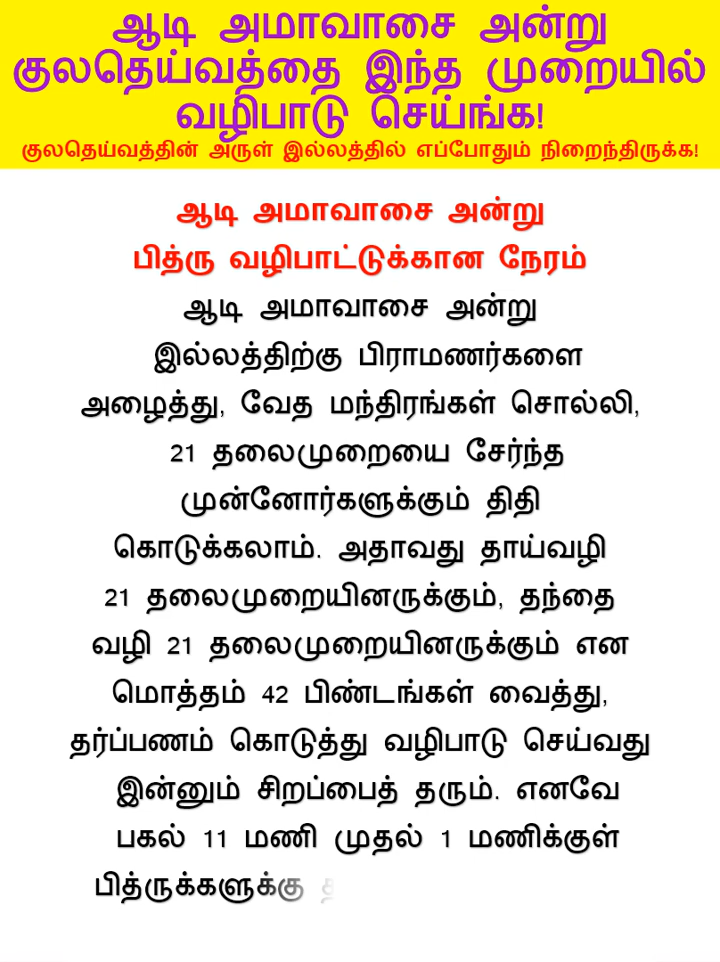 ஆடி அமாவாசை அன்று
குலதெய்வத்தை இந்த முறையில்
வழிபாடு செய்ங்க!
குலதெய்வத்தின் அருள் இல்லத்தில் எப்போதும் நிறைந்திருக்க!
ஆடி அமாவாசை அன்று
பித்ரு வழிபாட்டுக்கான நேரம்
ஆடி அமாவாசை அன்று
இல்லத்திற்கு பிராமணர்களை
அழைத்து, வேத மந்திரங்கள் சொல்லி,
21 தலைமுறையை சேர்ந்த
முன்னோர்களுக்கும் திதி
கொடுக்கலாம். அதாவது தாய்வழி
21 தலைமுறையினருக்கும், தந்தை
வழி 21 தலைமுறையினருக்கும் என
மொத்தம் 42 பிண்டங்கள் வைத்து,
தர்ப்பணம் கொடுத்து வழிபாடு செய்வது
இன்னும் சிறப்பைத் தரும். எனவே
பகல் 11 மணி முதல் 1 மணிக்குள்
பித்ருக்களுக்கு